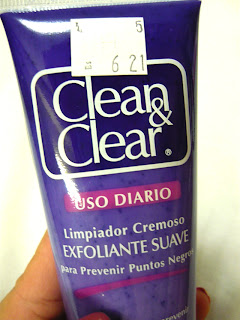 5
6 21
Clean
&
Clear®
USO DIARIO
Limpiador Cremoso
EXFOLIANTE SUAVE
para Prevenir Puntos Negros